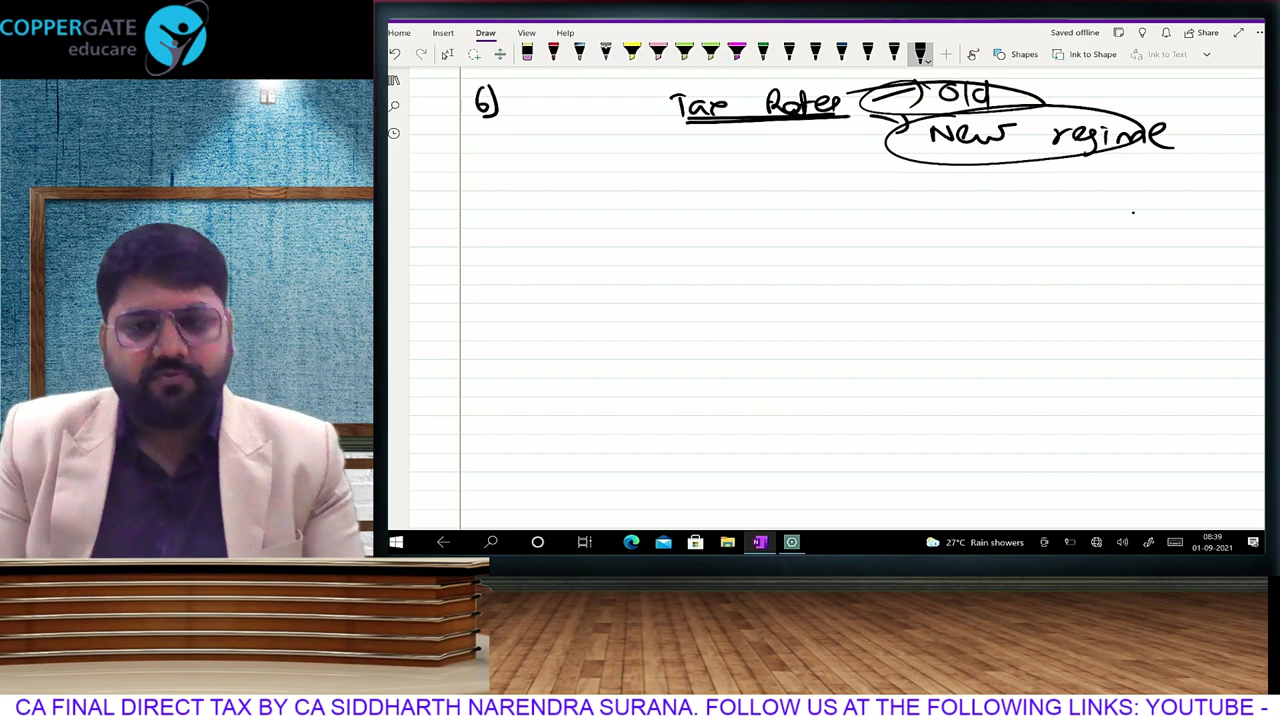 COPPERGATE
educare
Home Insert Draw View Help
Saved offline
Share
Shapes
Ink to Shape
Ink to Text
6) Tax Rates Old
New regime
27°C Rain showers
08:39
01-09-2021
CA FINAL DIRECT TAX BY CA SIDDHARTH NARENDRA SURANA. FOLLOW US AT THE FOLLOWING LINKS: YOUTUBE -